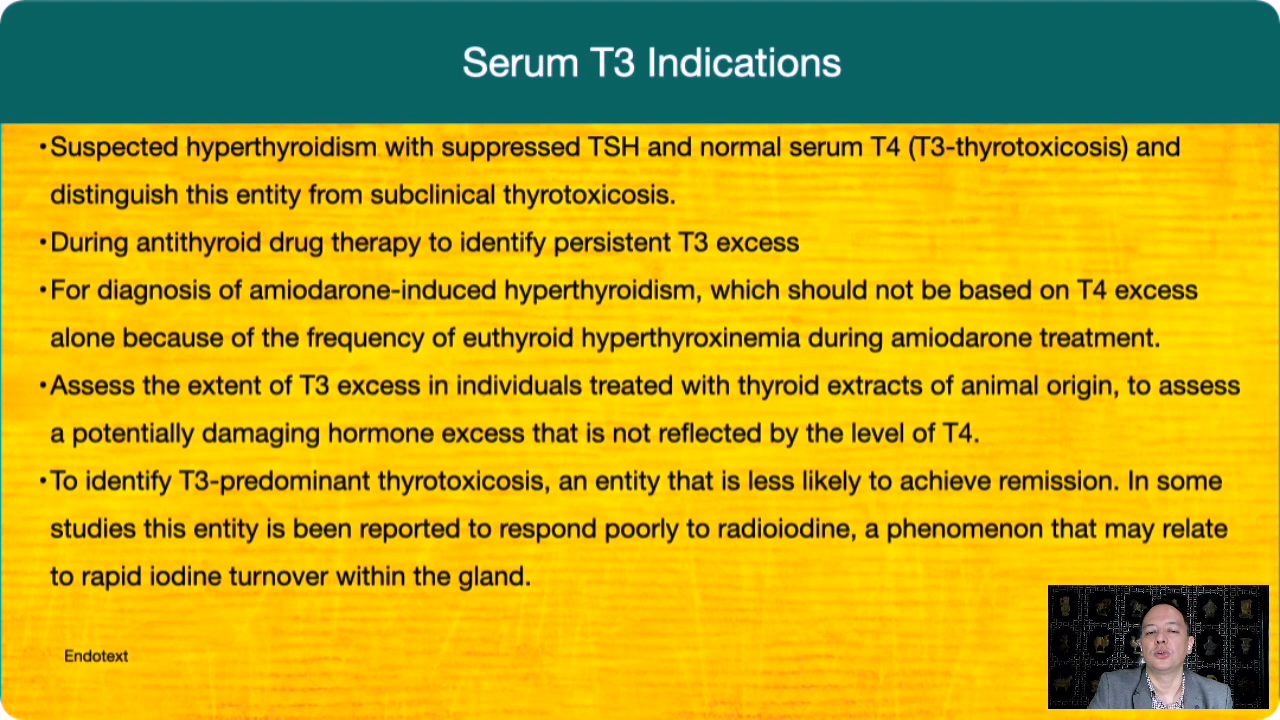 Serum T3 Indications
•Suspected hyperthyroidism with suppressed TSH and normal serum T4 (T3-thyrotoxicosis) and
distinguish this entity from subclinical thyrotoxicosis.
•During antithyroid drug therapy to identify persistent T3 excess
•For diagnosis of amiodarone-induced hyperthyroidism, which should not be based on T4 excess
alone because of the frequency of euthyroid hyperthyroxinemia during amiodarone treatment.
•Assess the extent of T3 excess in individuals treated with thyroid extracts of animal origin, to assess
a potentially damaging hormone excess that is not reflected by the level of T4.
•To identify T3-predominant thyrotoxicosis, an entity that is less likely to achieve remission. In some
studies this entity is been reported to respond poorly to radioiodine, a phenomenon that may relate
to rapid iodine turnover within the gland.
Endotext